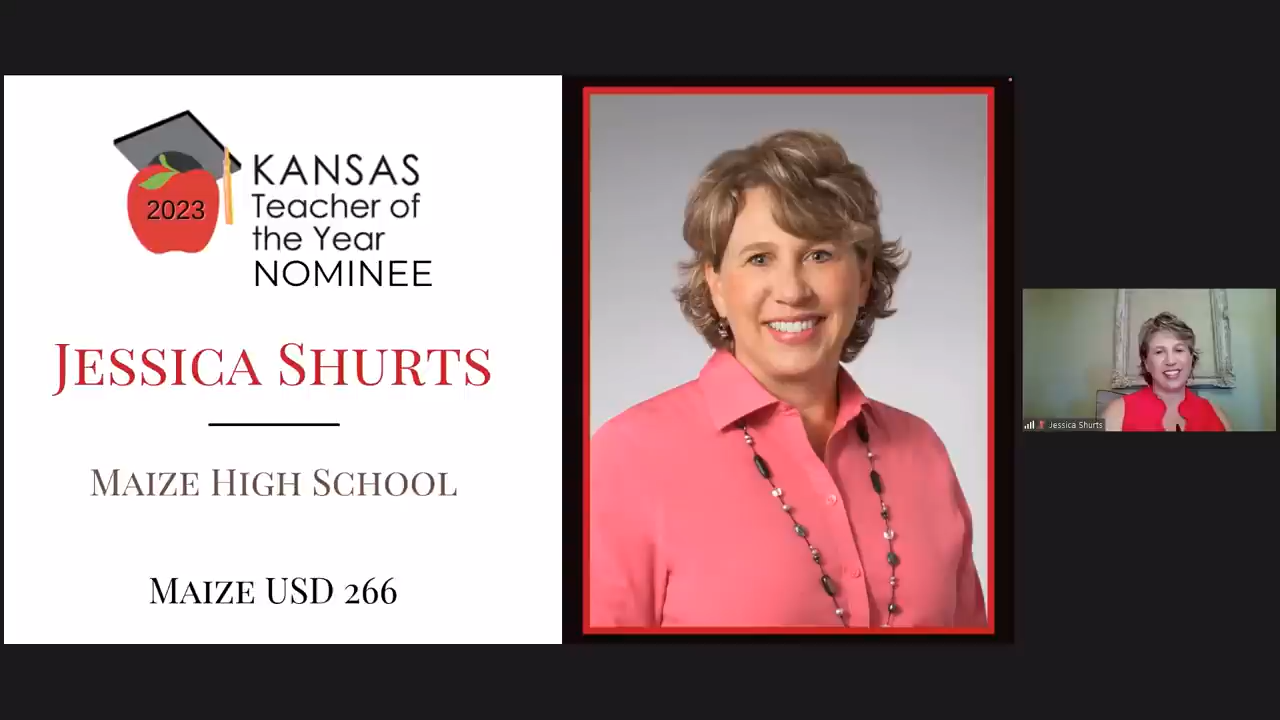 2023
KANSAS
Teacher of
the Year
NOMINEE
JESSICA SHURTS
MAIZE HIGH SCHOOL
MAIZE USD 266
Jessica Shurts